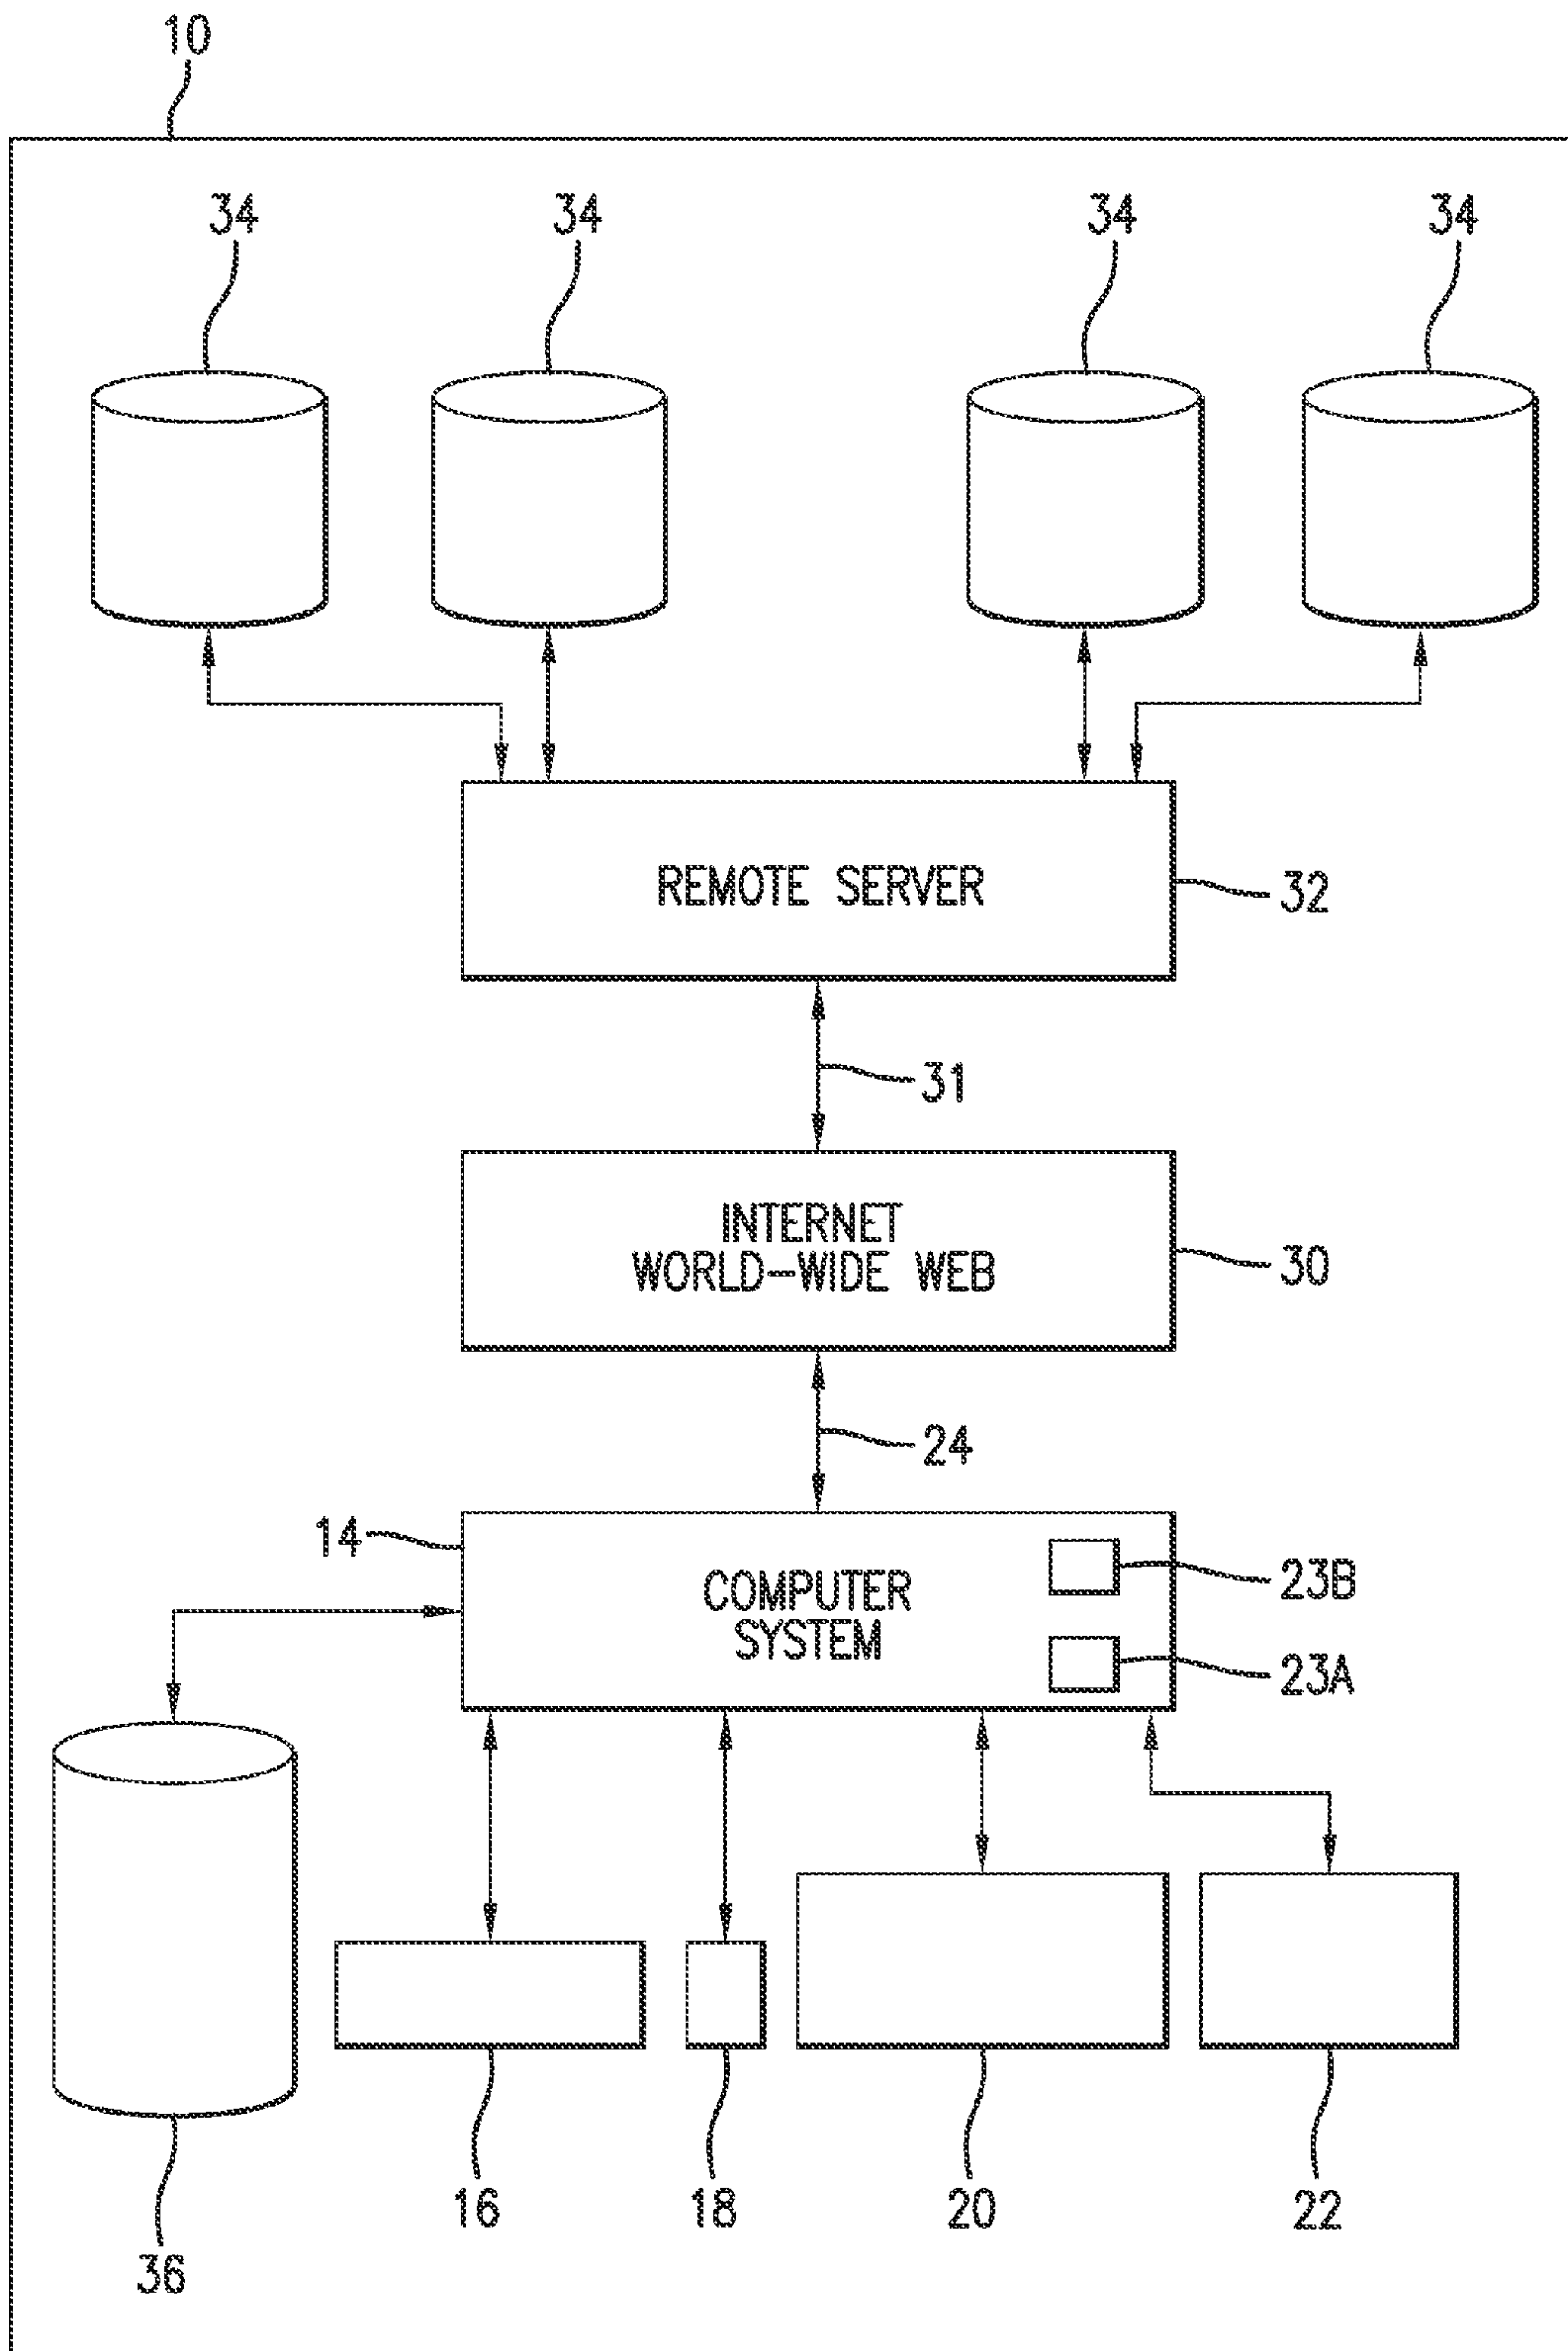 10
34 34 34 34
REMOTE SERVER
32
31
INTERNET
WORLD-WIDE WEB
30
24
14
COMPUTER
SYSTEM
23B
23A
16 18 20 22
36